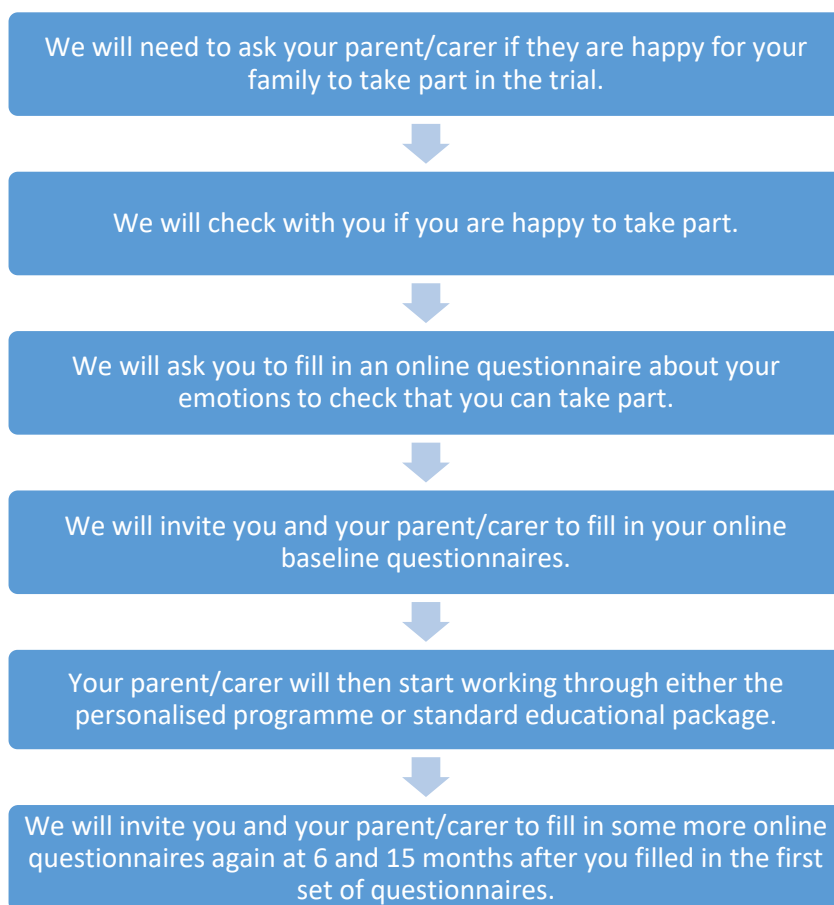 We will need to ask your parent/carer if they are happy for your
family to take part in the trial.
We will check with you if you are happy to take part.
We will ask you to fill in an online questionnaire about your
emotions to check that you can take part.
We will invite you and your parent/carer to fill in your online
baseline questionnaires.
Your parent/carer will then start working through either the
personalised programme or standard educational package.
We will invite you and your parent/carer to fill in some more online
questionnaires again at 6 and 15 months after you filled in the first
set of questionnaires.